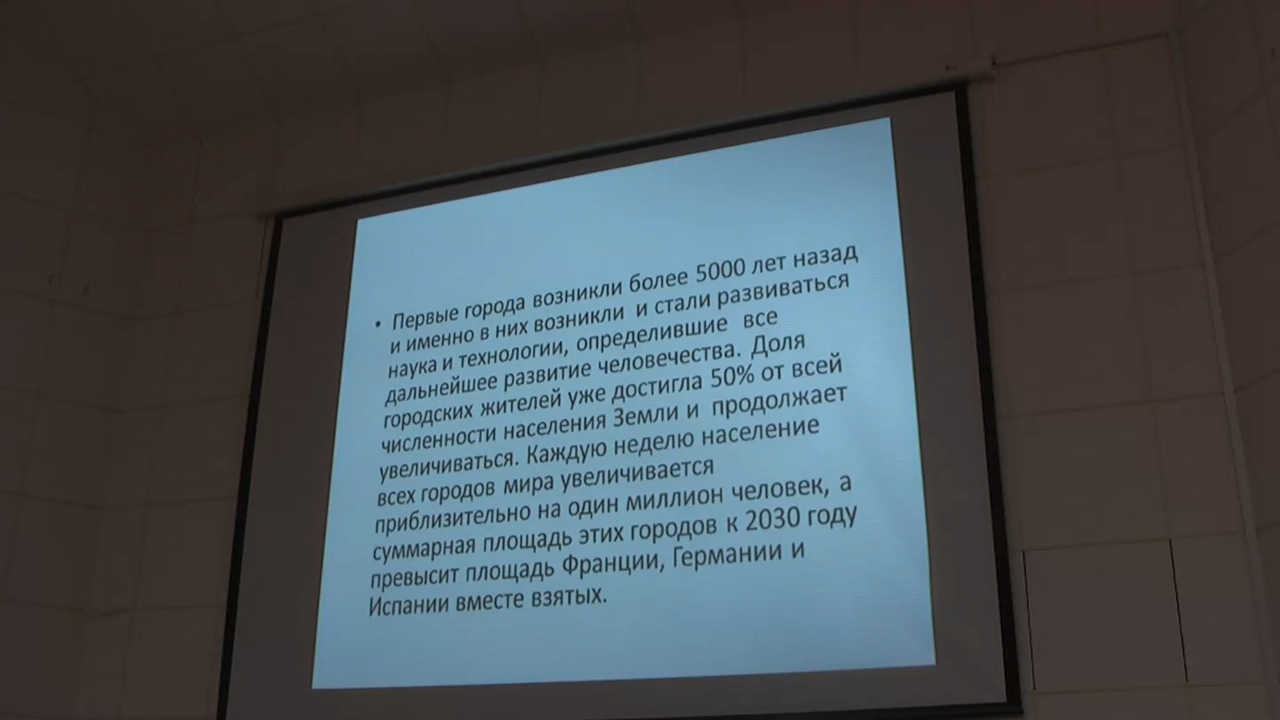 • Первые города возникли более 5000 лет назад
и именно в них возникли и стали развиваться
наука и технологии, определившие все
дальнейшее развитие человечества. Доля
городских жителей уже достигла 50% от всей
численности населения Земли и продолжает
увеличиваться. Каждую неделю население
всех городов мира увеличивается
приблизительно на один миллион человек, а
суммарная площадь этих городов к 2030 году
превысит площадь Франции, Германии и
Испании вместе взятых.